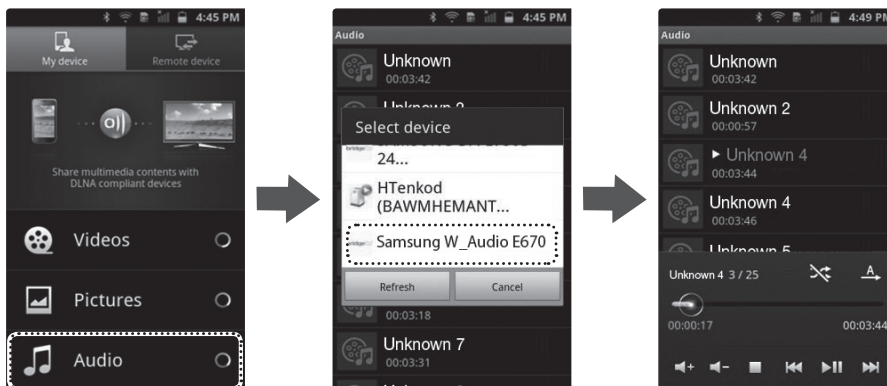 4:45 PM
My device
Remote device
Share multimedia contents with
DLNA compliant devices
Videos
Pictures
Audio
4:45 PM
Audio
Unknown
00:03:42
Select device
24...
HTenkod
(BAWMHEMANT...
Samsung W_Audio E670
Refresh
Cancel
00:03:18
Unknown 7
00:03:31
4:49 PM
Audio
Unknown
00:03:42
Unknown 2
00:00:57
Unknown 4
00:03:44
Unknown 4
00:03:46
Unknown 5
Unknown 4 3 / 25
A
00:00:17
00:03:44